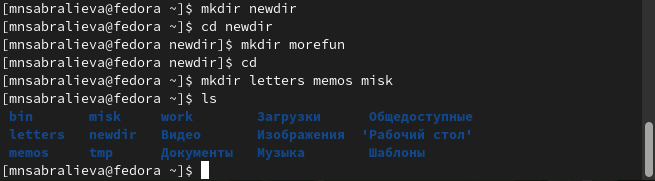 [mnsabralieva@fedora ~]$ mkdir newdir
[mnsabralieva@fedora ~]$ cd newdir
[mnsabralieva@fedora newdir]$ mkdir morefun
[mnsabralieva@fedora newdir]$ cd
[mnsabralieva@fedora ~]$ mkdir letters memos misk
[mnsabralieva@fedora ~]$ ls
bin misk work Загрузки Общедоступные
letters newdir Видео Изображения 'Рабочий стол'
memos tmp Документы Музыка Шаблоны
[mnsabralieva@fedora ~]$